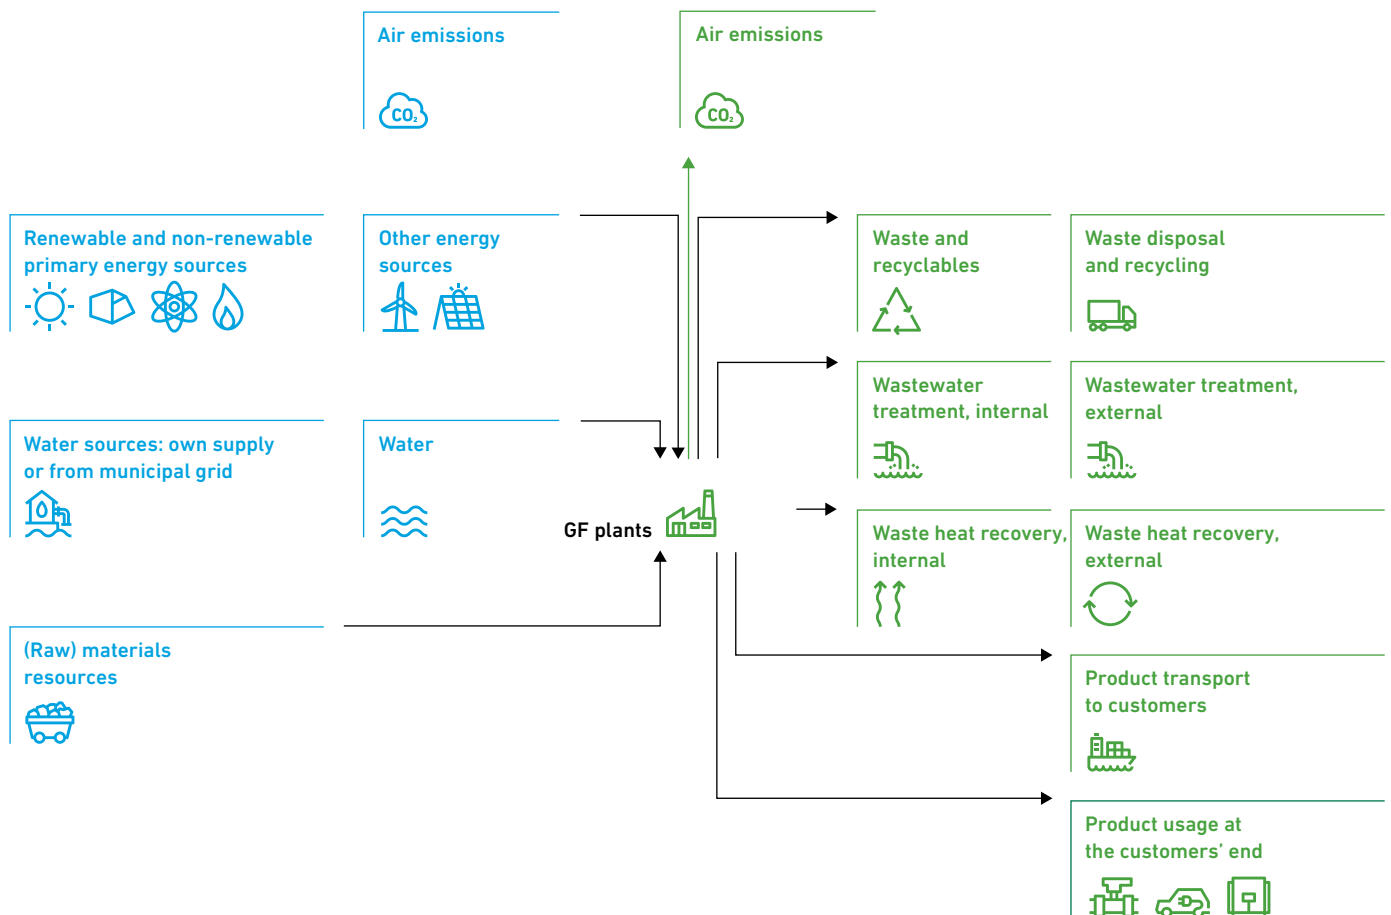 Air emissions
CO₂
Air emissions
CO₂
Renewable and non-renewable
primary energy sources
Other energy
sources
Waste and
recyclables
Waste disposal
and recycling
Wastewater
treatment, internal
Wastewater treatment,
external
Water sources: own supply
or from municipal grid
Water
GF plants
Waste heat recovery,
internal
Waste heat recovery,
external
(Raw) materials
resources
Product transport
to customers
Product usage at
the customers’ end